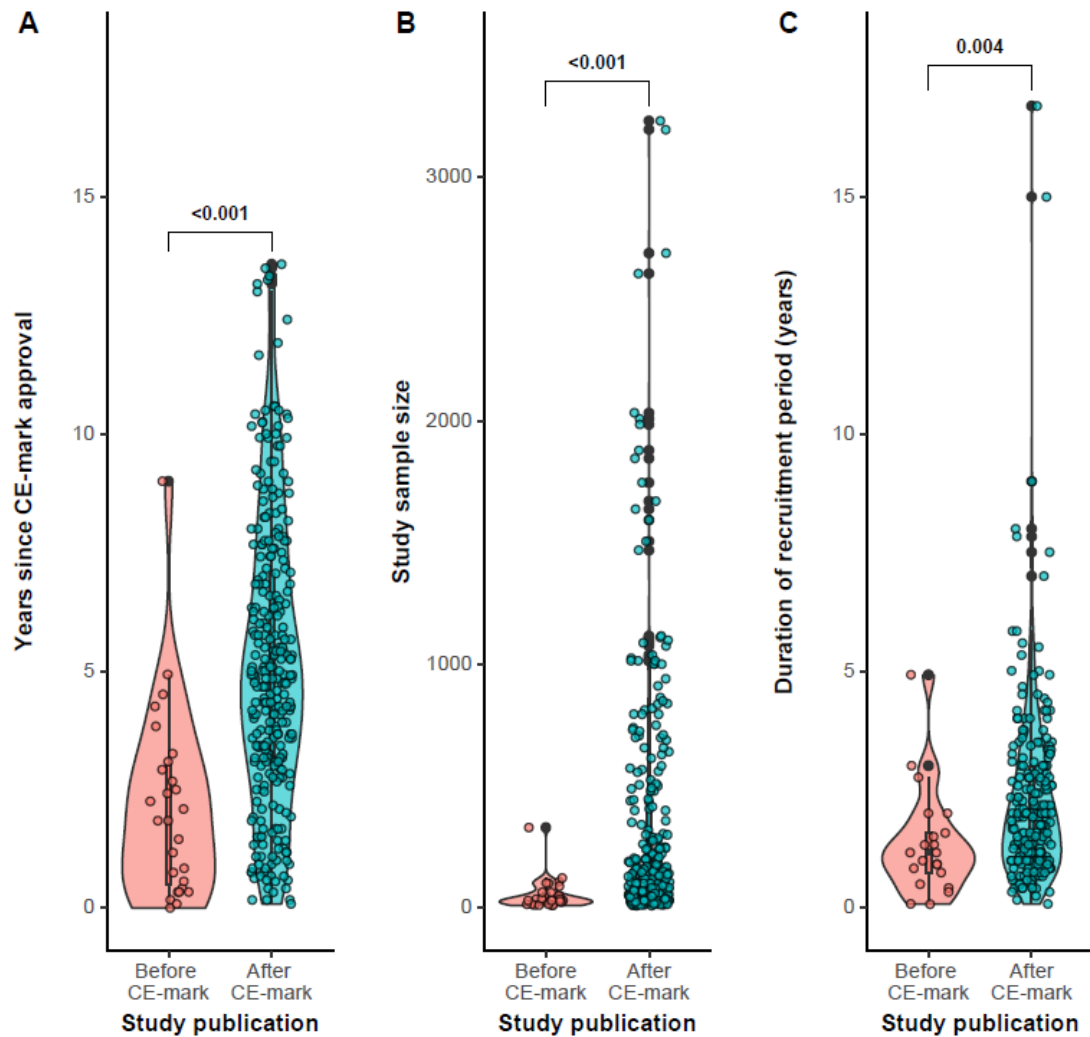 A
Years since CE-mark approval
15
10
5
0
<0.001
Before
CE-mark
After
CE-mark
Study publication
B
Study sample size
3000
2000
1000
0
<0.001
Before
CE-mark
After
CE-mark
Study publication
C
Duration of recruitment period (years)
15
10
5
0
0.004
Before
CE-mark
After
CE-mark
Study publication